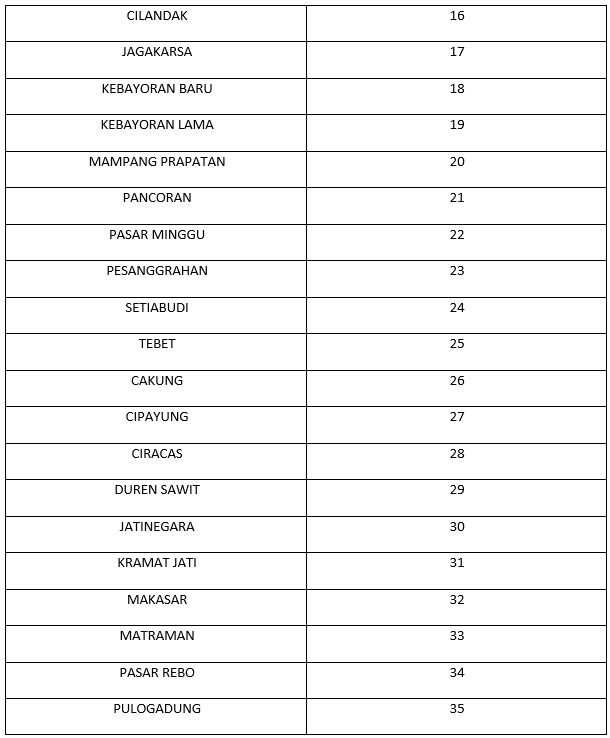 CILANDAK 16
JAGAKARSA 17
KEBAYORAN BARU 18
KEBAYORAN LAMA 19
MAMPANG PRAPATAN 20
PANCORAN 21
PASAR MINGGU 22
PESANGGRAHAN 23
SETIABUDI 24
TEBET 25
CAKUNG 26
CIPAYUNG 27
CIRACAS 28
DUREN SAWIT 29
JATINEGARA 30
KRAMAT JATI 31
MAKASAR 32
MATRAMAN 33
PASAR REBO 34
PULOGADUNG 35